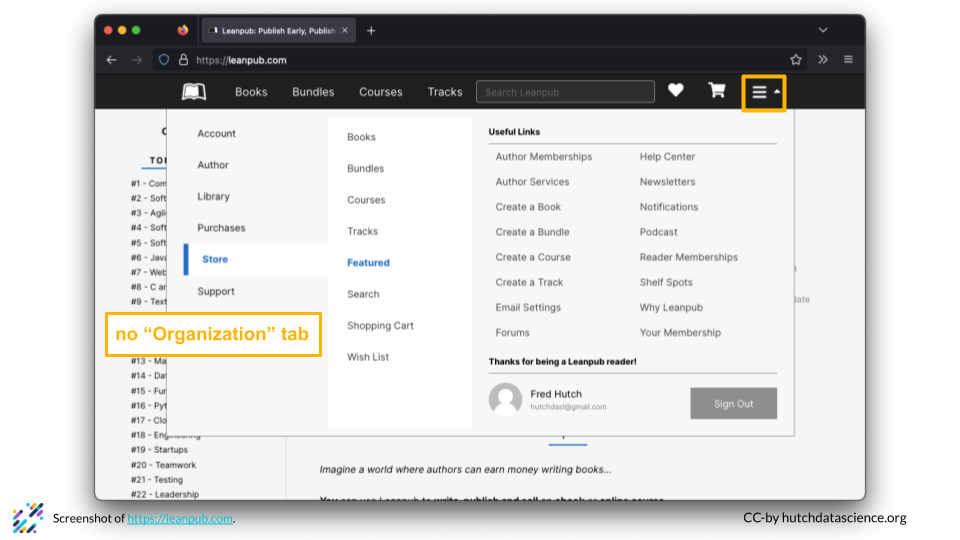 Leanpub: Publish Early, Publish
https://leanpub.com
Books Bundles Courses Tracks Search Leanpub
Account
Author
Library
Purchases
Store
Support
Books
Bundles
Courses
Tracks
Featured
Search
Shopping Cart
Wish List
Useful Links
Author Memberships Help Center
Author Services Newsletters
Create a Book Notifications
Create a Bundle Podcast
Create a Course Reader Memberships
Create a Track Shelf Spots
Email Settings Why Leanpub
Forums Your Membership
Thanks for being a Leanpub reader!
Fred Hutch
hutchdasl@gmail.com
Sign Out
no “Organization” tab
#1 - Com
#2 - Soft
#3 - Agil
#4 - Soft
#5 - Soft
#6 - Java
#7 - Web
#8 - C ar
#9 - Text
#13 - Ma
#14 - Da
#15 - Fur
#16 - Pyt
#17 - Clo
#18 - Engineering
#19 - Startups
#20 - Teamwork
#21 - Testing
#22 - Leadership
late
Imagine a world where authors can earn money writing books...
You can use Leanpub to write, publish and sell an ebook or online course
Screenshot of https://leanpub.com.
CC-by hutchdatascience.org